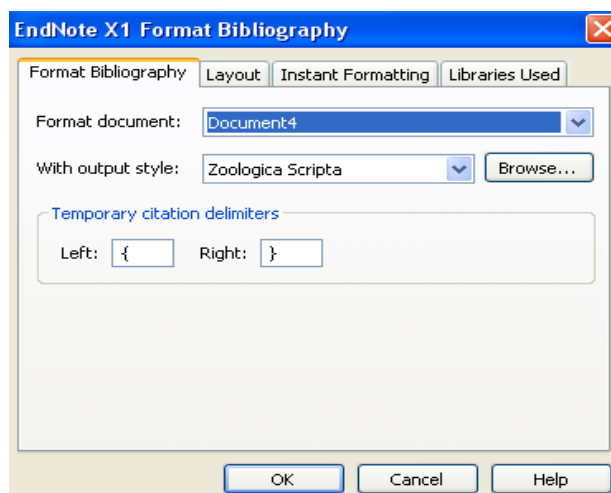 EndNote X1 Format Bibliography
Format Bibliography Layout Instant Formatting Libraries Used
Format document: Document4
With output style: Zoologica Scripta Browse...
Temporary citation delimiters
Left: { Right: }
OK Cancel Help